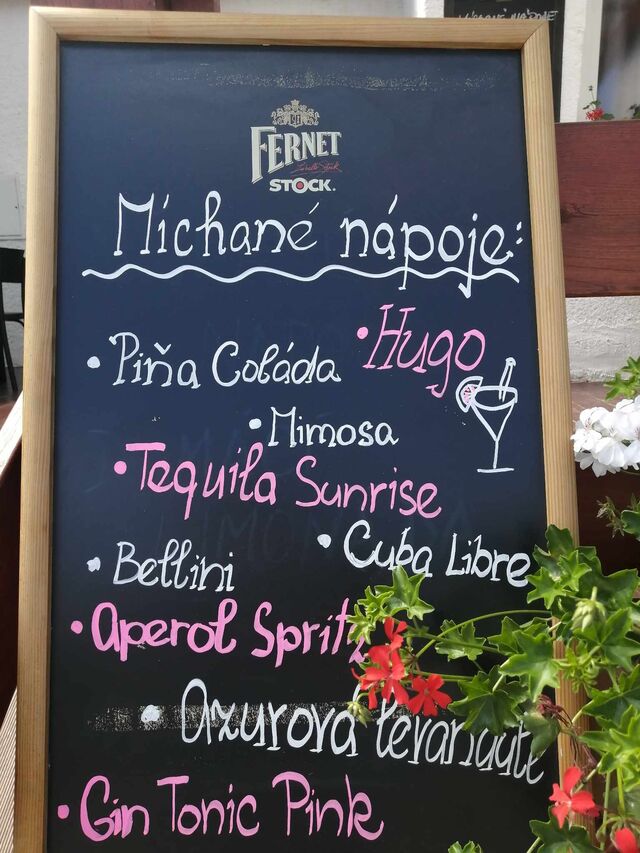 FERNET
STOCK.
Míchané nápoje:
• Piňa Coláda
• Hugo
• Mimosa
• Tequila Sunrise
• Cuba Libre
• Bellini
• Aperol Spritz
• Azurová levandule
• Gin Tonic Pink